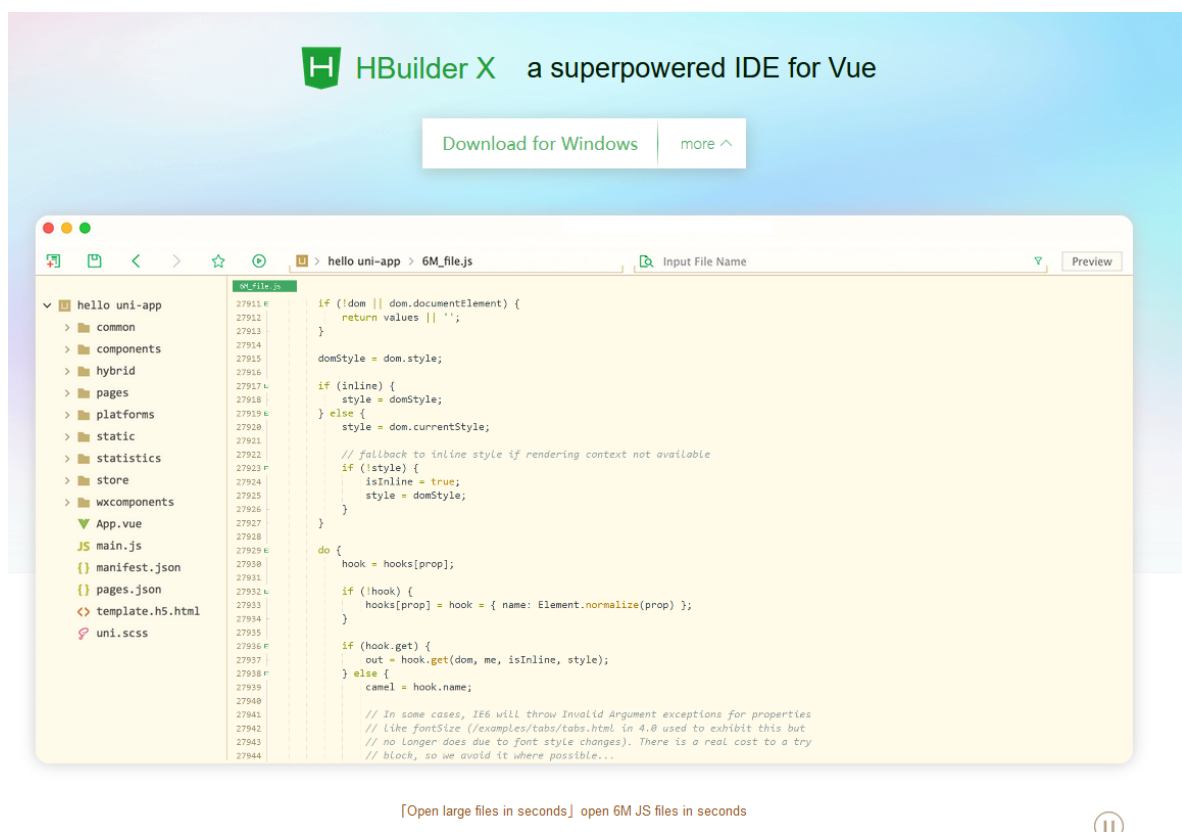 HBuilder X a superpowered IDE for Vue
Download for Windows more
hello uni-app > 6M_file.js Input File Name Preview
6M_file.js
hello uni-app
common
components
hybrid
pages
platforms
static
statistics
store
wxcomponents
App.vue
JS main.js
{} manifest.json
{} pages.json
<> template.h5.html
uni.scss
27911 if (!dom || dom.documentElement) {
27912 return values || '';
27913 }
27914
27915 domStyle = dom.style;
27916
27917 if (inline) {
27918 style = domStyle;
27919 } else {
27920 style = dom.currentStyle;
27921
27922 // fallback to inline style if rendering context not available
27923 if (!style) {
27924 isInline = true;
27925 style = domStyle;
27926 }
27927 }
27928
27929 do {
27930 hook = hooks[prop];
27931
27932 if (!hook) {
27933 hooks[prop] = hook = { name: Element.normalize(prop) };
27934 }
27935
27936 if (hook.get) {
27937 out = hook.get(dom, me, isInline, style);
27938 } else {
27939 camel = hook.name;
27940
27941 // In some cases, IE6 will throw Invalid Argument exceptions for properties
27942 // like fontSize (/examples/tabs/tabs.html in 4.0 used to exhibit this but
27943 // no longer does due to font style changes). There is a real cost to a try
27944 // block, so we avoid it where possible...
「Open large files in seconds」 open 6M JS files in seconds